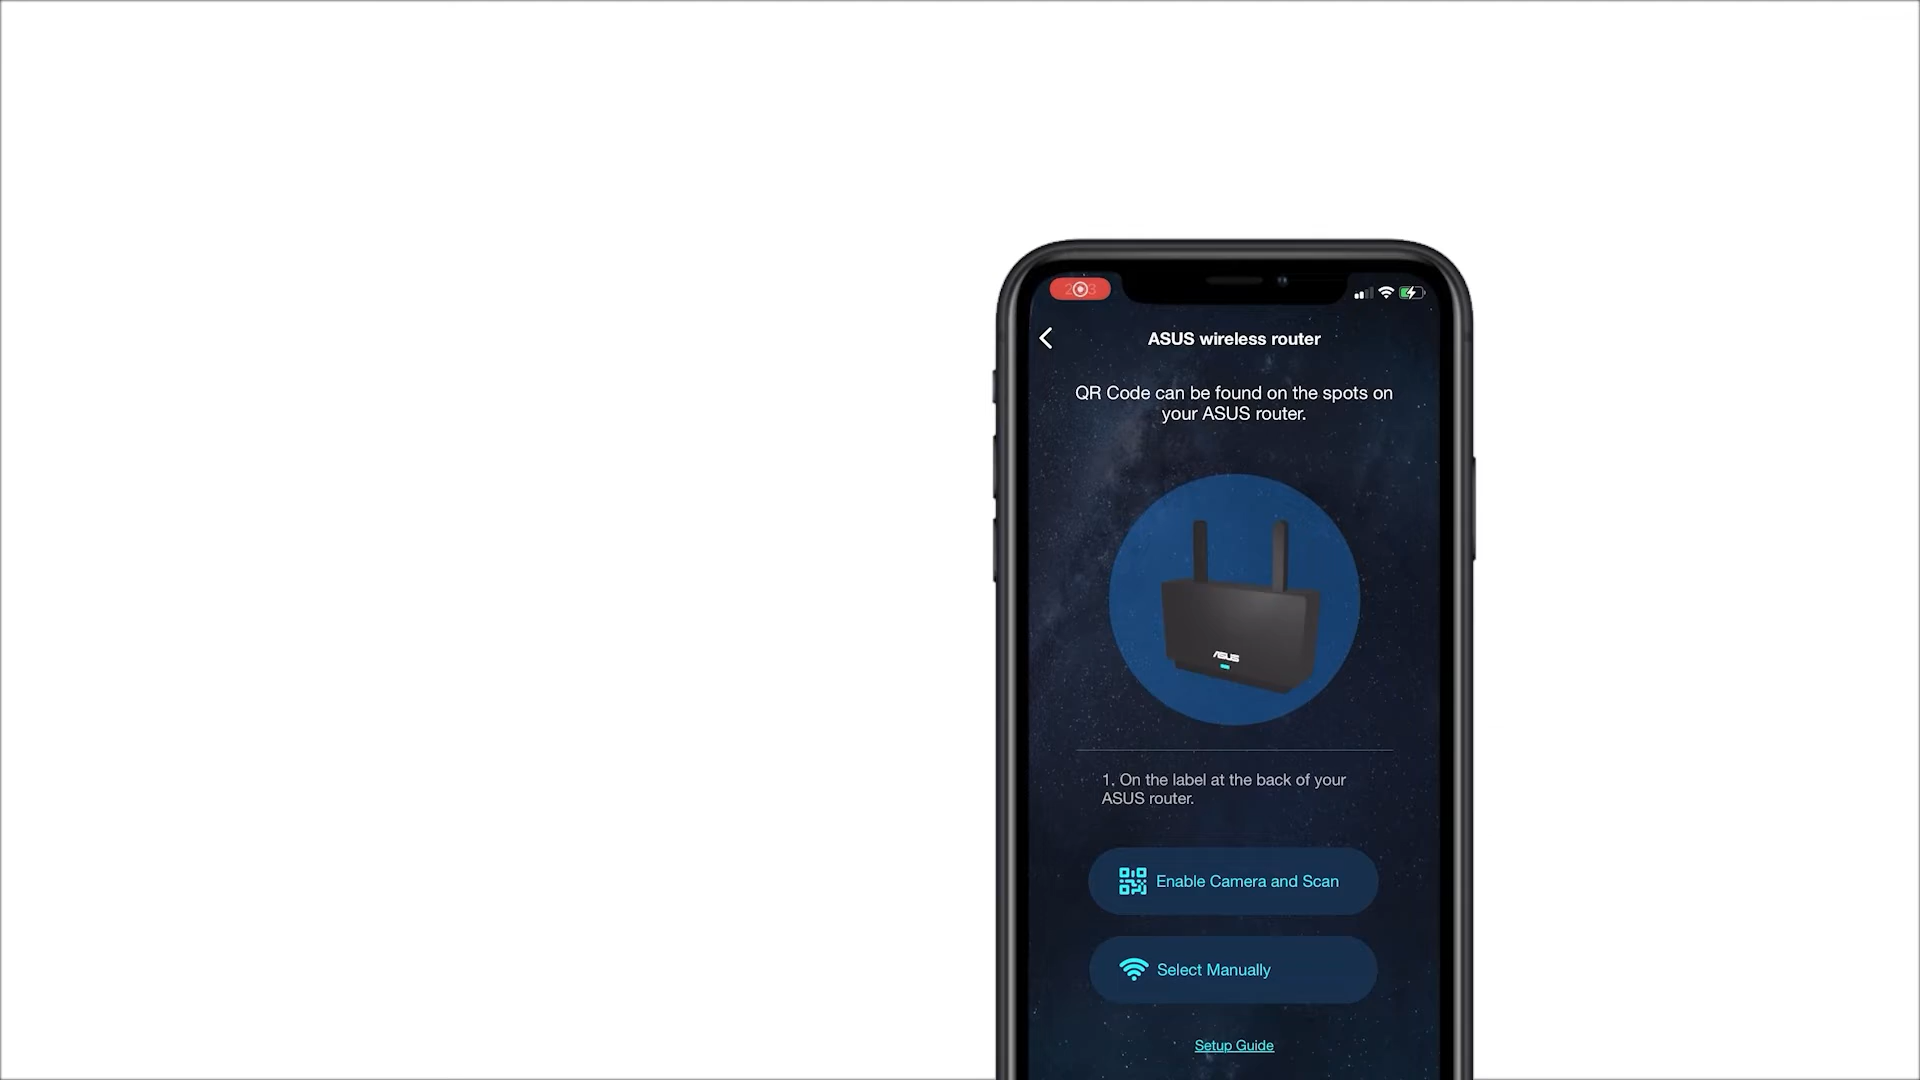 ASUS wireless router
QR Code can be found on the spots on
your ASUS router.
ASUS
1. On the label at the back of your
ASUS router.
Enable Camera and Scan
Select Manually
Setup Guide